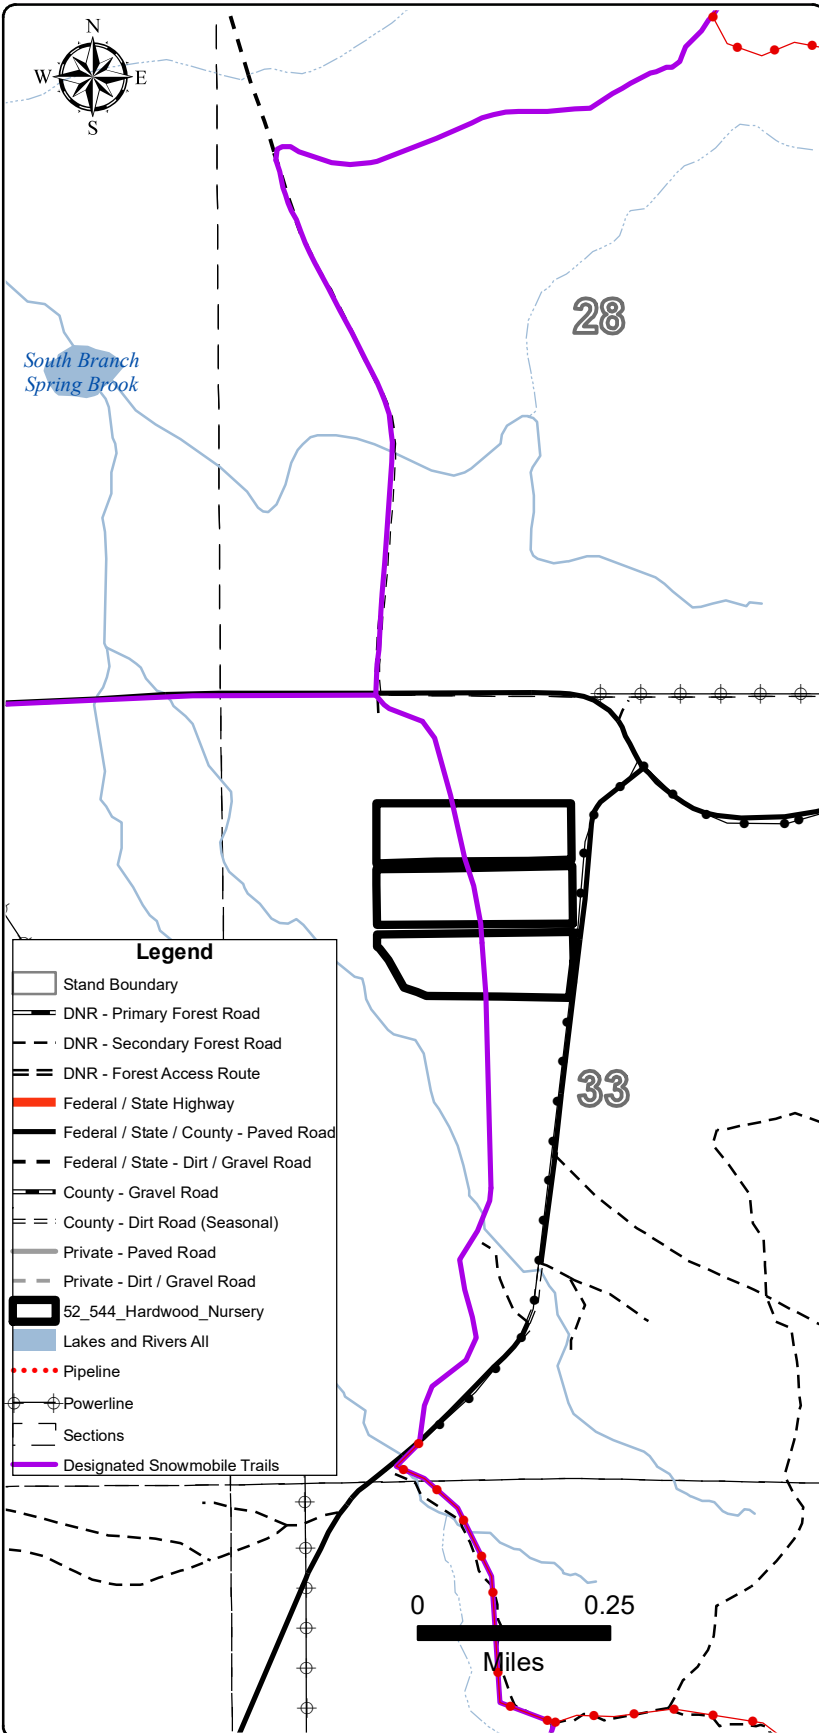 N
W E
S
28
South Branch
Spring Brook
33
Legend
Stand Boundary
DNR - Primary Forest Road
DNR - Secondary Forest Road
DNR - Forest Access Route
Federal / State Highway
Federal / State / County - Paved Road
Federal / State - Dirt / Gravel Road
County - Gravel Road
County - Dirt Road (Seasonal)
Private - Paved Road
Private - Dirt / Gravel Road
52_544_Hardwood_Nursery
Lakes and Rivers All
Pipeline
Powerline
Sections
Designated Snowmobile Trails
0 0.25
Miles